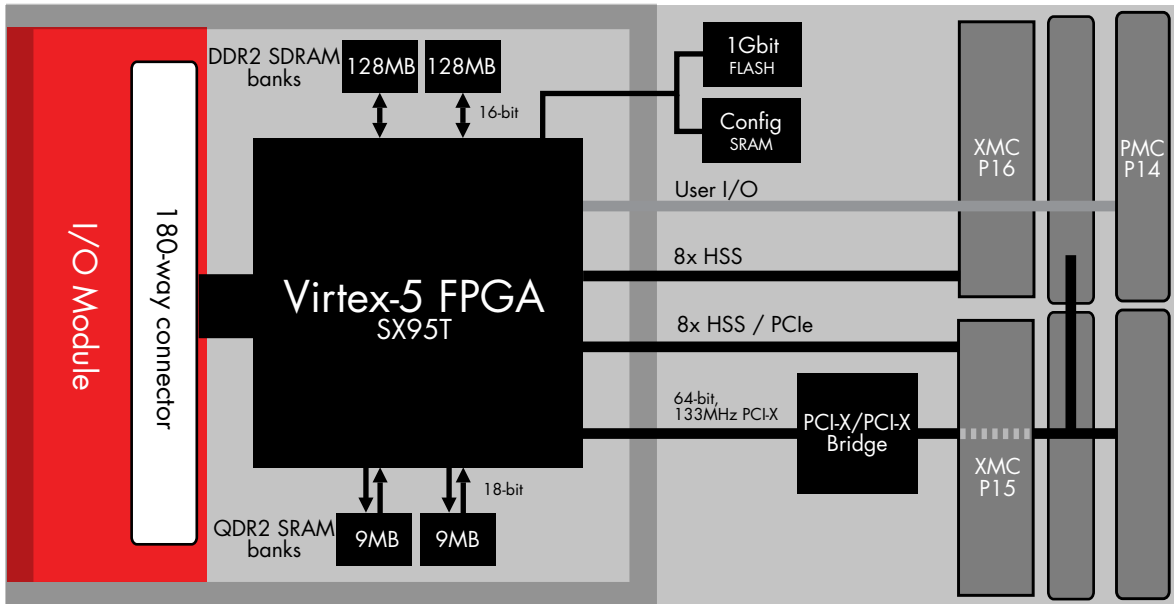 DDR2 SDRAM
banks
128MB
128MB
16-bit
1Gbit
FLASH
Config
SRAM
XMC
P16
PMC
P14
User I/O
I/O Module
180-way connector
8x HSS
Virtex-5 FPGA
SX95T
8x HSS / PCIe
64-bit,
133MHz PCI-X
PCI-X/PCI-X
Bridge
XMC
P15
18-bit
QDR2 SRAM
banks
9MB
9MB